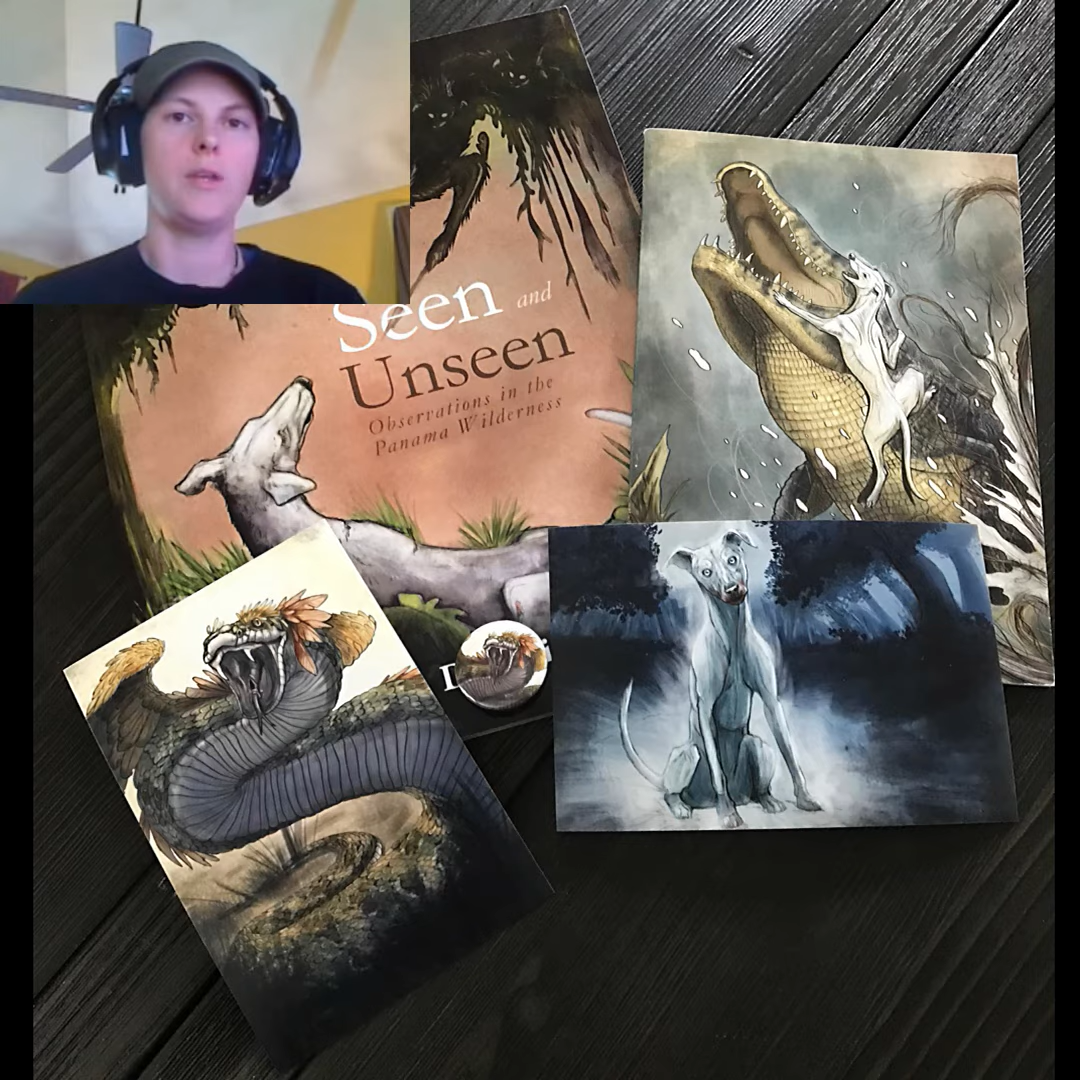 Seen and
Unseen
Observations in the
Panama Wilderness